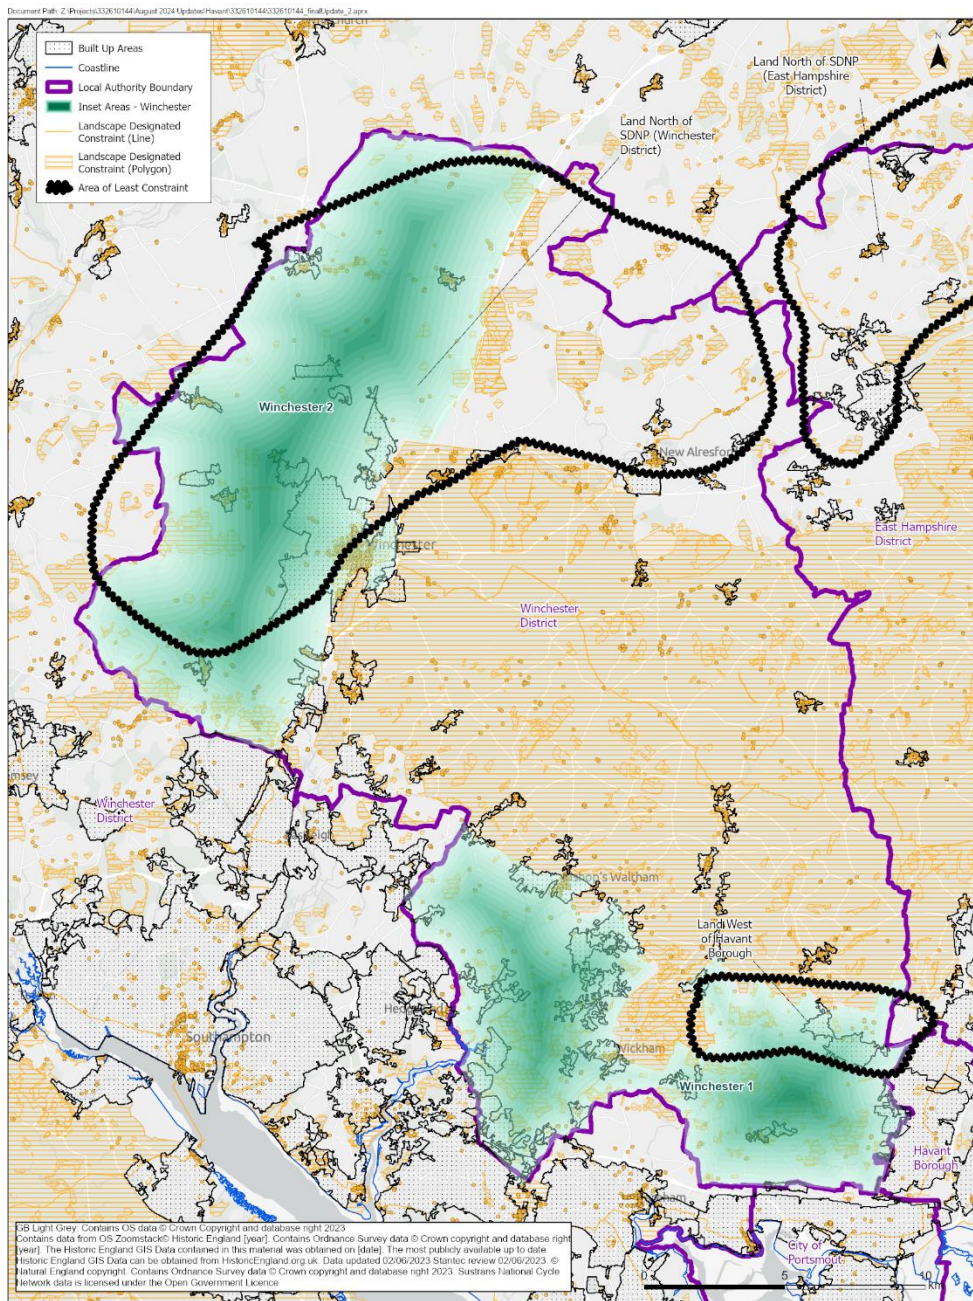 Document Path: Z:\Projects\332610144\August 2024 Updates\Havant\332610144\332610144_finalUpdate_2.aprx
Built Up Areas
Coastline
Local Authority Boundary
Inset Areas - Winchester
Landscape Designated
Constraint (Line)
Landscape Designated
Constraint (Polygon)
Area of Least Constraint
N
Land North of SDNP
(East Hampshire
District)
Land North of
SDNP (Winchester
District)
Winchester 2
New Alresford
Winchester
East Hampshire
District
Winchester
District
Winchester
District
Bishop's Waltham
Land West
of Havant
Borough
Southampton
Wickham
Winchester 1
Havant
Borough
City of
Portsmout
0 5 10
km
GB Light Grey: Contains OS data © Crown Copyright and database right 2023
Contains data from OS Zoomstack© Historic England [year]. Contains Ordnance Survey data © Crown copyright and database right
[year]. The Historic England GIS Data contained in this material was obtained on [date]. The most publicly available up to date
Historic England GIS Data can be obtained from HistoricEngland.org.uk. Data updated 02/06/2023 Stantec review 02/06/2023. ©
Natural England copyright. Contains Ordnance Survey data © Crown copyright and database right 2023. Sustrans National Cycle
Network data is licensed under the Open Government Licence